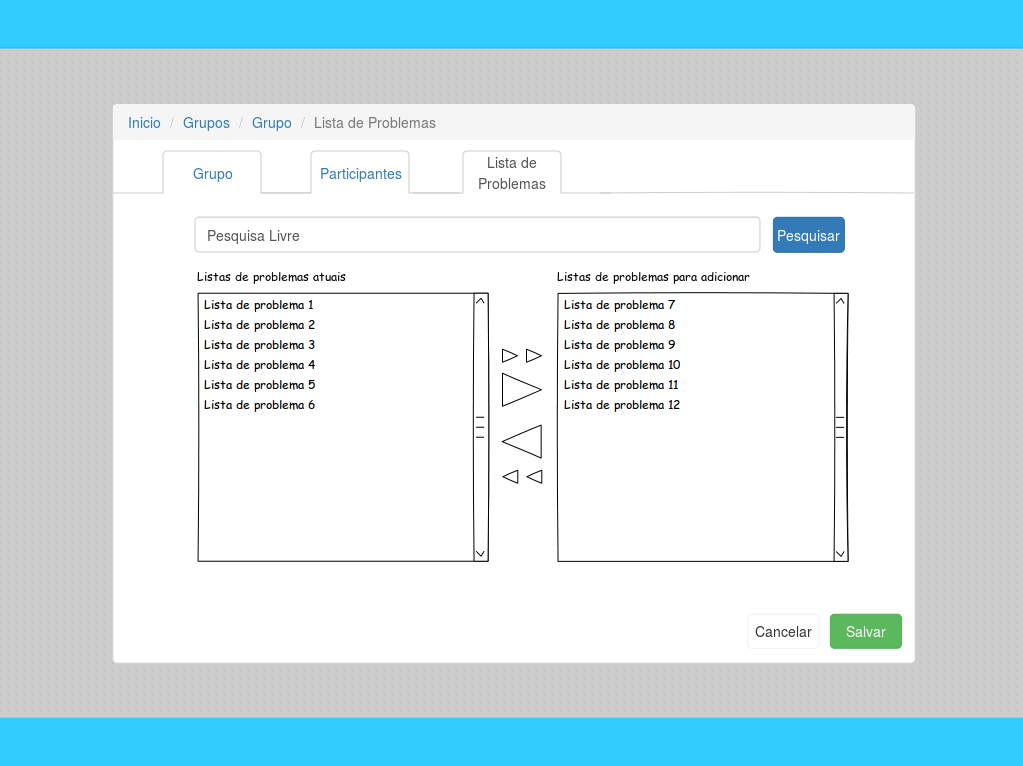 Inicio / Grupos / Grupo / Lista de Problemas
Grupo
Participantes
Lista de
Problemas
Pesquisa Livre
Pesquisar
Listas de problemas atuais
Lista de problema 1
Lista de problema 2
Lista de problema 3
Lista de problema 4
Lista de problema 5
Lista de problema 6
Listas de problemas para adicionar
Lista de problema 7
Lista de problema 8
Lista de problema 9
Lista de problema 10
Lista de problema 11
Lista de problema 12
Cancelar
Salvar